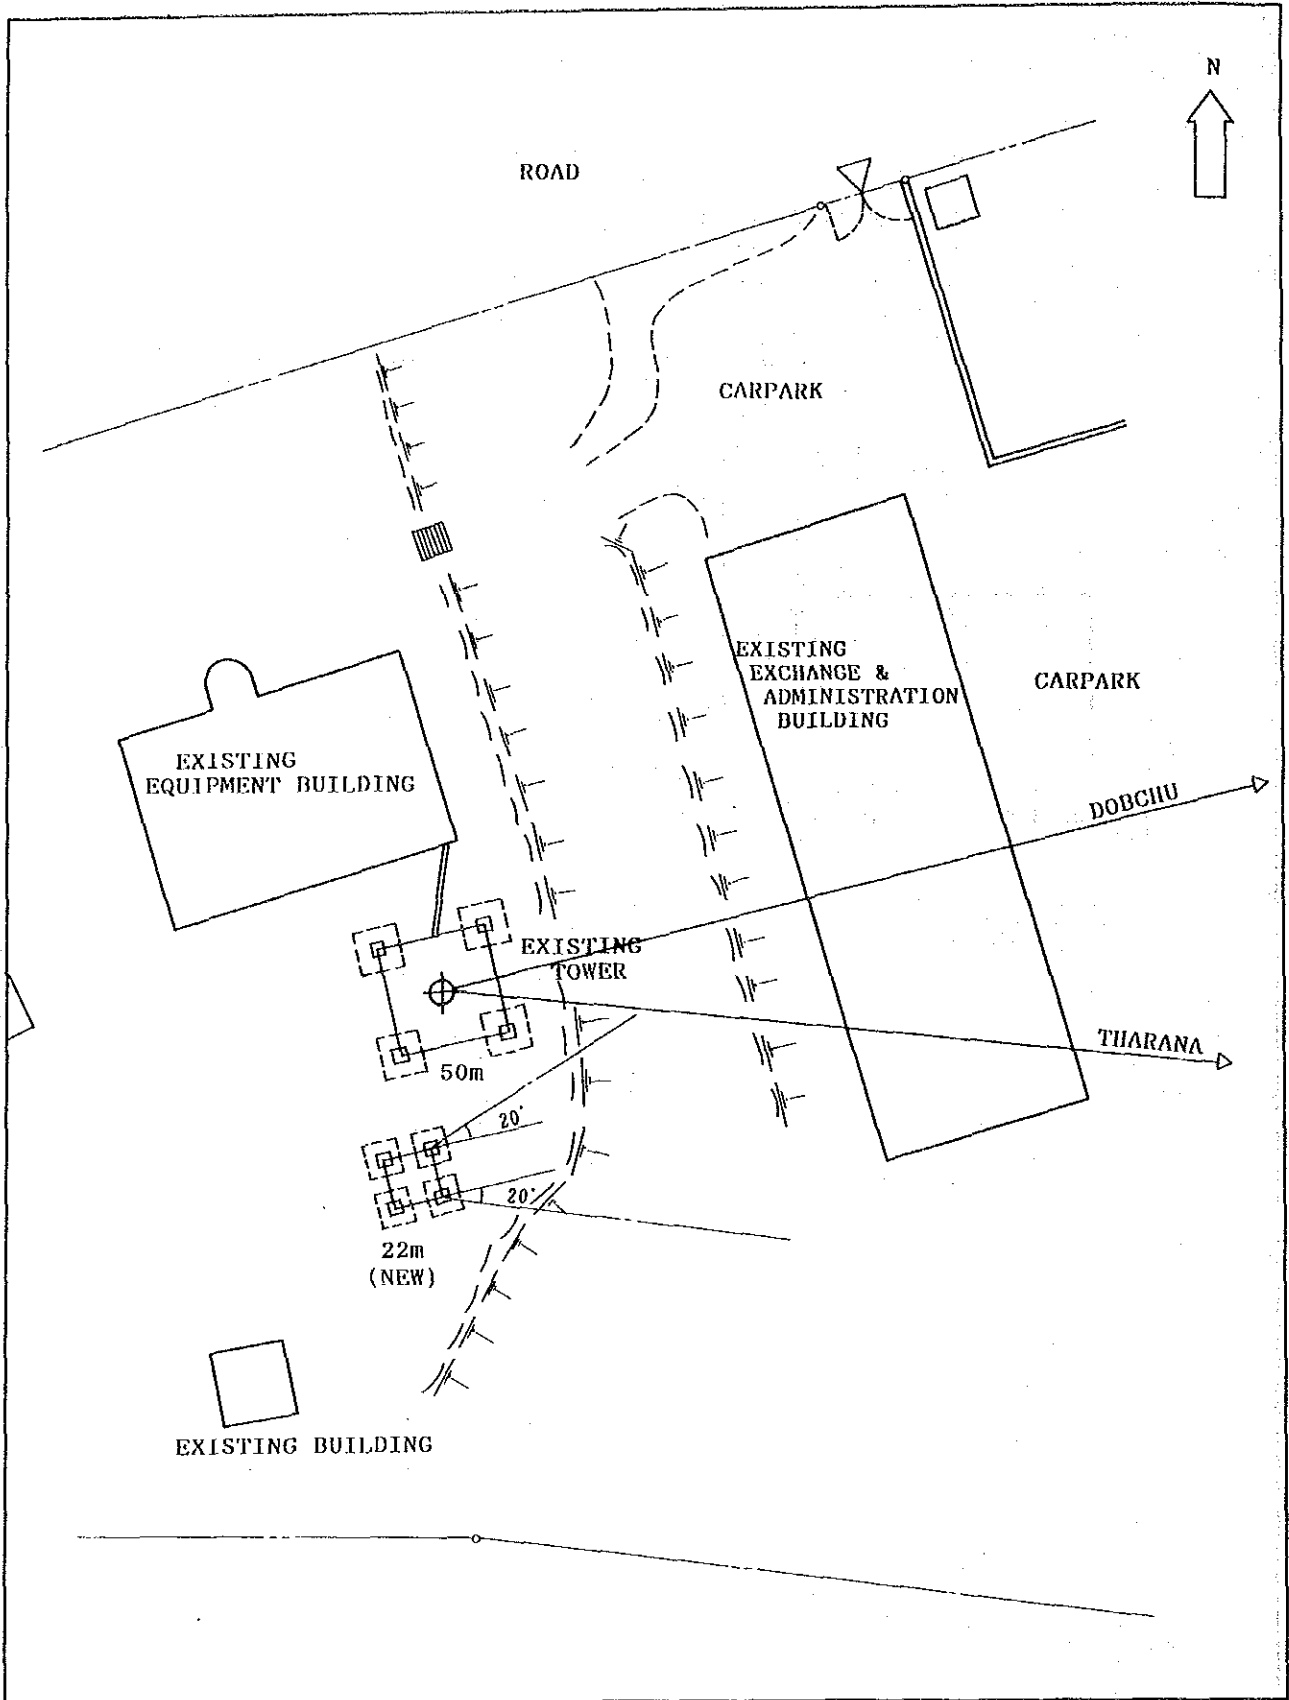 N
ROAD
CARPARK
EXISTING
EXCHANGE &
ADMINISTRATION
BUILDING
CARPARK
EXISTING
EQUIPMENT BUILDING
DOBCHU
EXISTING
TOWER
THARANA
50m
20°
20°
22m
(NEW)
EXISTING BUILDING